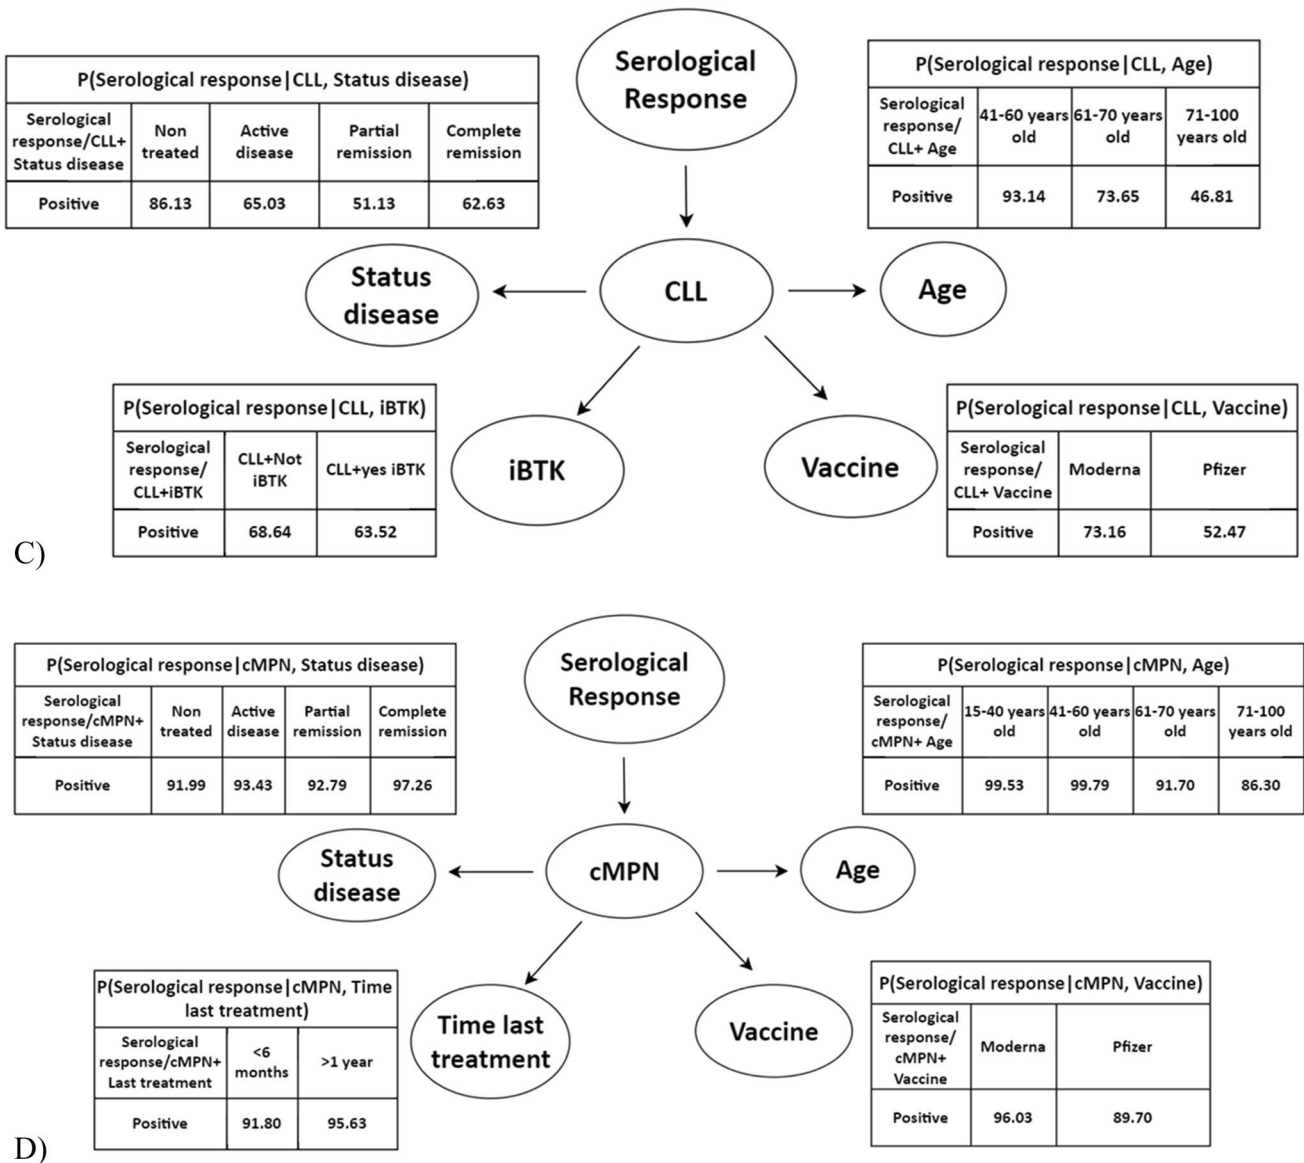 Serological
Response
P(Serological response|CLL, Status disease)
Serological
response/CLL+
Status disease
Non
treated
Active
disease
Partial
remission
Complete
remission
Positive
86.13
65.03
51.13
62.63
P(Serological response|CLL, Age)
Serological
response/
CLL+ Age
41-60 years
old
61-70 years
old
71-100
years old
Positive
93.14
73.65
46.81
Status
disease
CLL
Age
P(Serological response|CLL, iBTK)
Serological
response/
CLL+iBTK
CLL+Not
iBTK
CLL+yes iBTK
Positive
68.64
63.52
iBTK
Vaccine
P(Serological response|CLL, Vaccine)
Serological
response/
CLL+ Vaccine
Moderna
Pfizer
Positive
73.16
52.47
C)
Serological
Response
P(Serological response|cMPN, Status disease)
Serological
response/cMPN+
Status disease
Non
treated
Active
disease
Partial
remission
Complete
remission
Positive
91.99
93.43
92.79
97.26
P(Serological response|cMPN, Age)
Serological
response/
cMPN+ Age
15-40 years
old
41-60 years
old
61-70 years
old
71-100
years old
Positive
99.53
99.79
91.70
86.30
Status
disease
cMPN
Age
P(Serological response|cMPN, Time
last treatment)
Serological
response/cMPN+
Last treatment
<6
months
>1 year
Positive
91.80
95.63
Time last
treatment
Vaccine
P(Serological response|cMPN, Vaccine)
Serological
response/
cMPN+
Vaccine
Moderna
Pfizer
Positive
96.03
89.70
D)